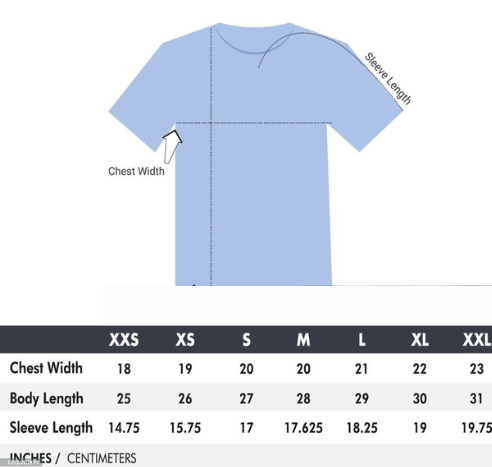 Sleeve Length
Chest Width
XXS XS S M L XL XXL
Chest Width 18 19 20 20 21 22 23
Body Length 25 26 27 28 29 30 31
Sleeve Length 14.75 15.75 17 17.625 18.25 19 19.75
INCHES / CENTIMETERS